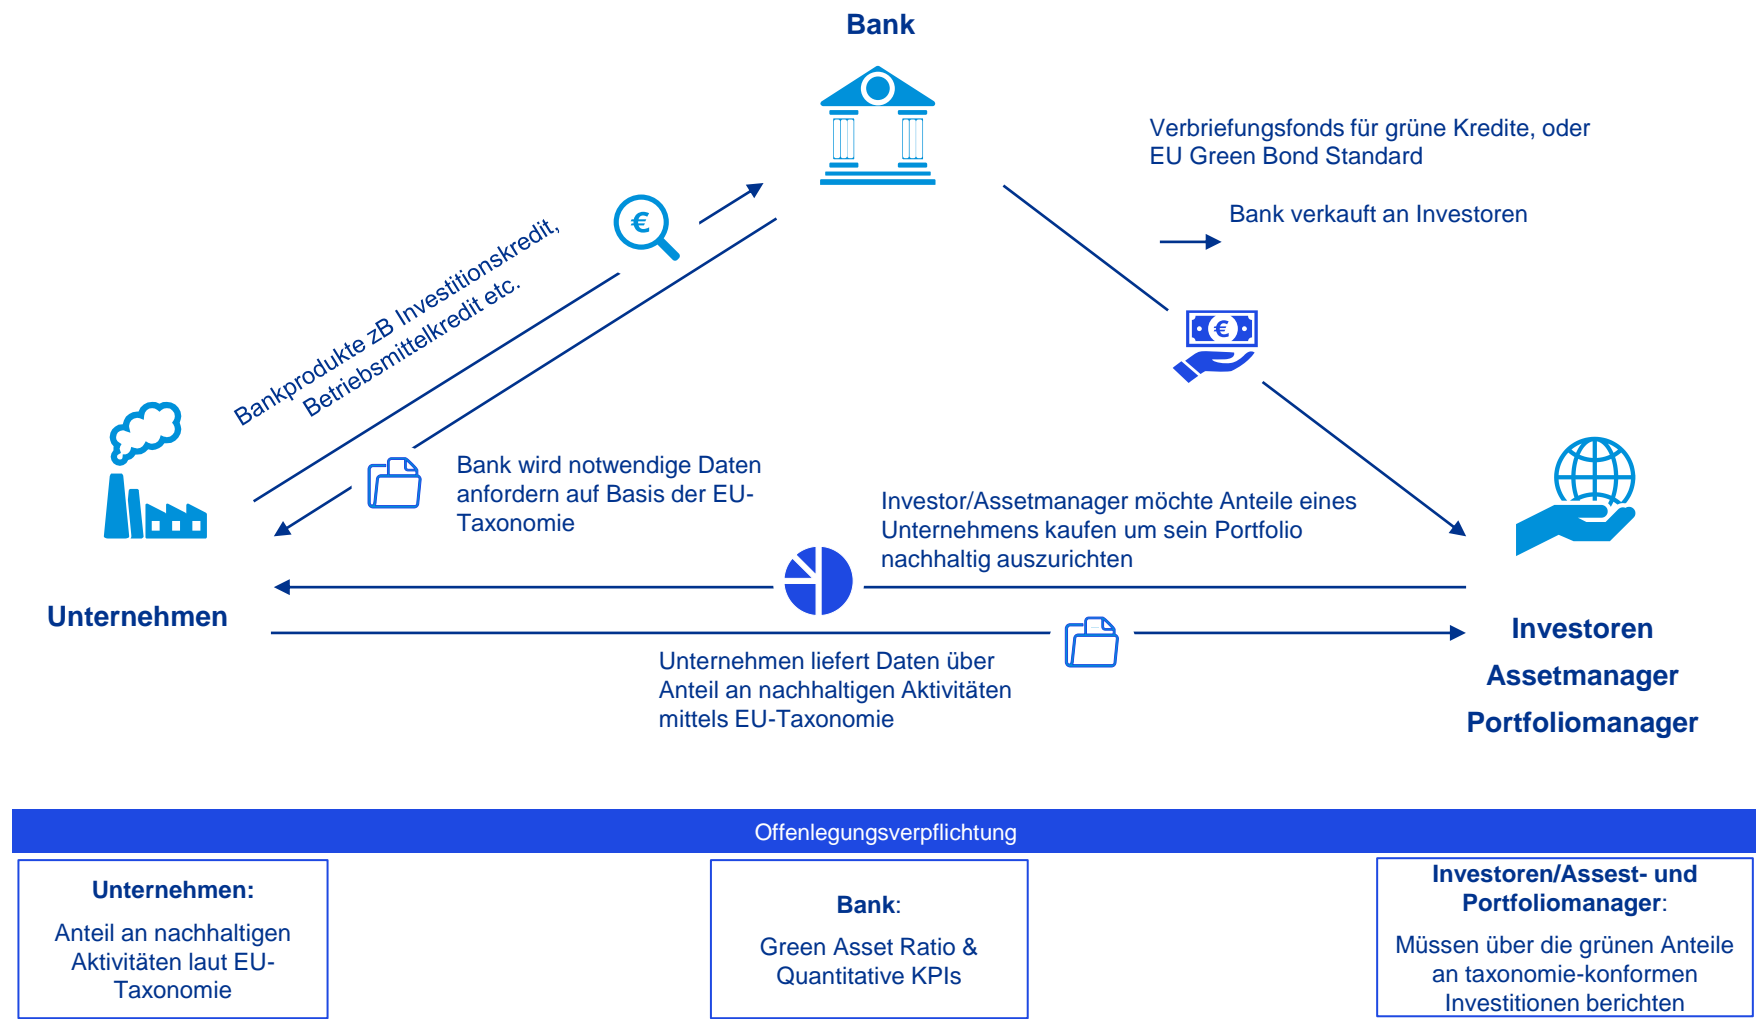 Bank
Verbriefungsfonds für grüne Kredite, oder
EU Green Bond Standard
Bank verkauft an Investoren
€
Bankprodukte zB Investitionskredit,
Betriebsmittelkredit etc.
€
Bank wird notwendige Daten
anfordern auf Basis der EU-
Taxonomie
Investor/Assetmanager möchte Anteile eines
Unternehmens kaufen um sein Portfolio
nachhaltig auszurichten
Unternehmen
Investoren
Assetmanager
Portfoliomanager
Unternehmen liefert Daten über
Anteil an nachhaltigen Aktivitäten
mittels EU-Taxonomie
Offenlegungsverpflichtung
Unternehmen:
Anteil an nachhaltigen
Aktivitäten laut EU-
Taxonomie
Bank:
Green Asset Ratio &
Quantitative KPIs
Investoren/Assest- und
Portfoliomanager:
Müssen über die grünen Anteile
an taxonomie-konformen
Investitionen berichten